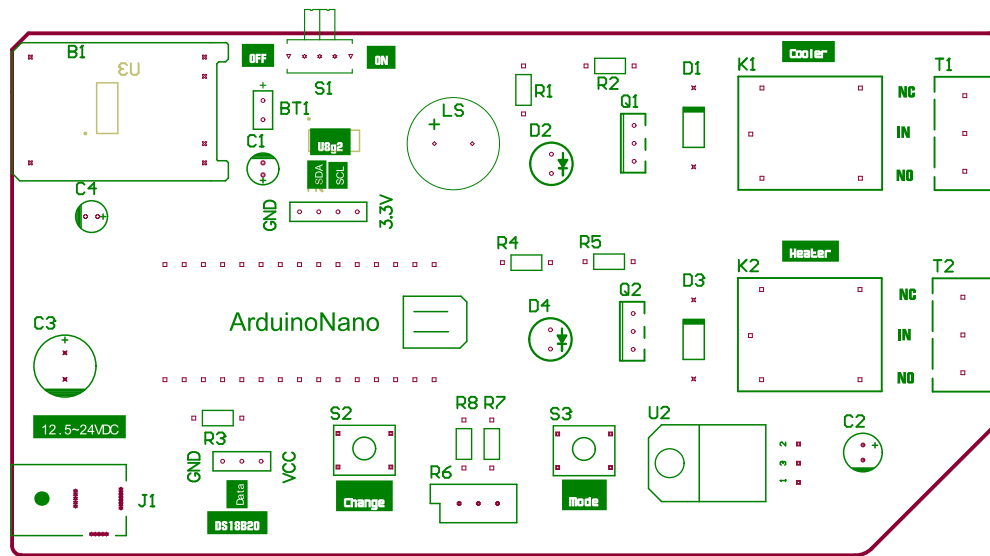 B1
U3
OFF
ON
S1
BT1
C1
U8g2
SDA
SCL
GND
3.3V
C4
LS
R1
R2
D1
D2
Q1
Cooler
K1
T1
NC
IN
NO
R4
R5
D3
D4
Q2
Heater
K2
T2
NC
IN
NO
C3
ArduinoNano
12.5~24VDC
J1
R3
GND
VCC
Data
DS18B20
S2
Change
R8
R7
R6
S3
Mode
U2
2
3
1
C2